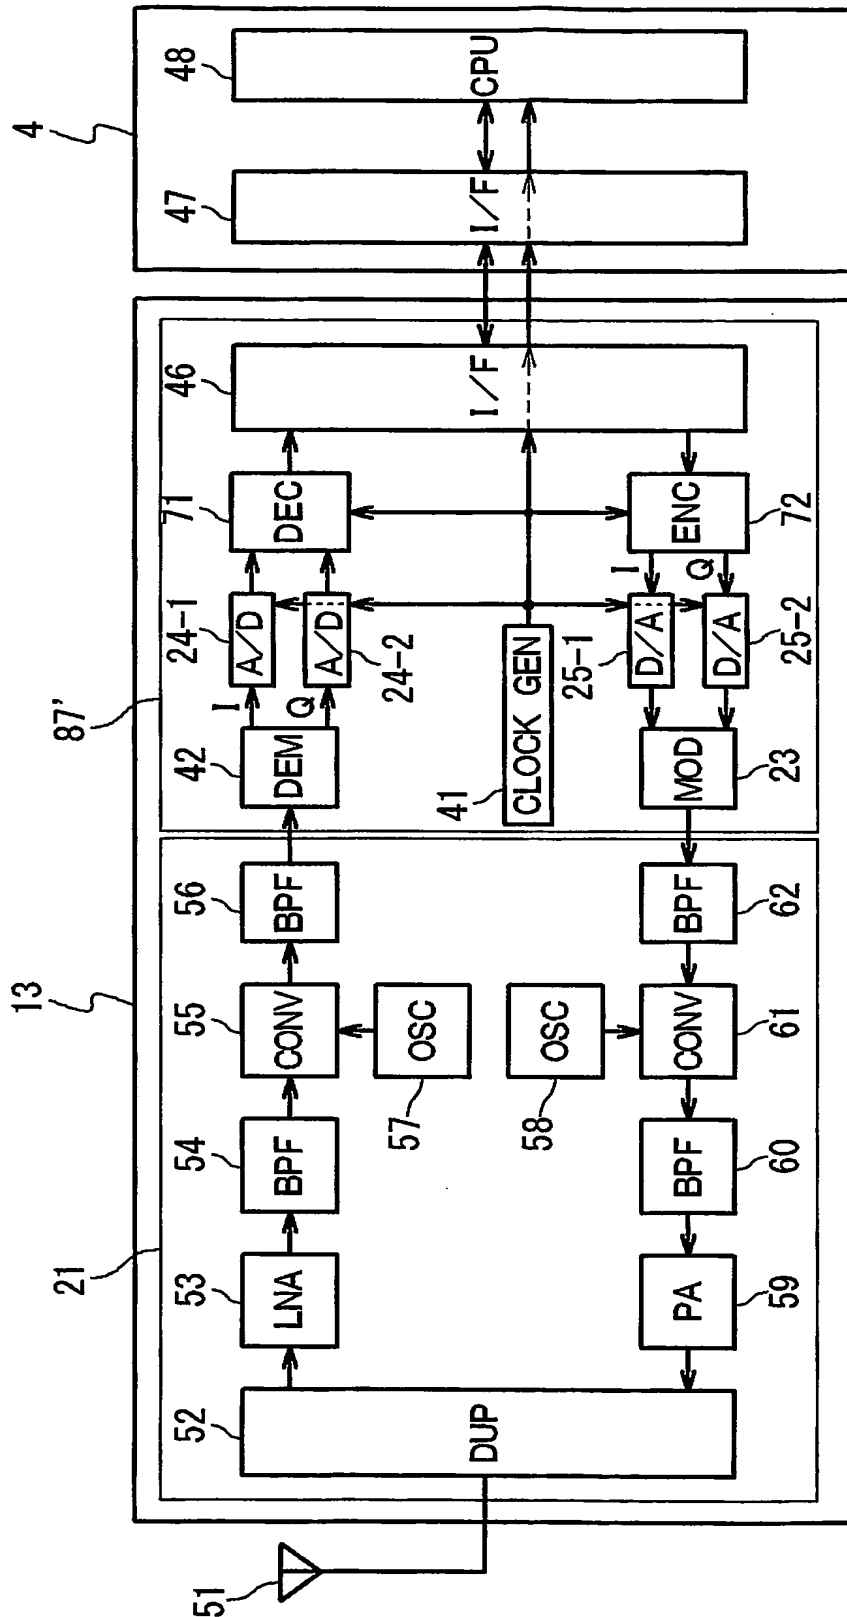 4
47
48
I/F
CPU
13
21
87'
51
52
DUP
53
LNA
54
BPF
55
CONV
56
BPF
57
OSC
42
DEM
I
Q
24-1
A/D
24-2
A/D
71
DEC
46
I/F
41
CLOCK GEN
58
OSC
59
PA
60
BPF
61
CONV
62
BPF
23
MOD
25-1
D/A
25-2
D/A
I
Q
72
ENC